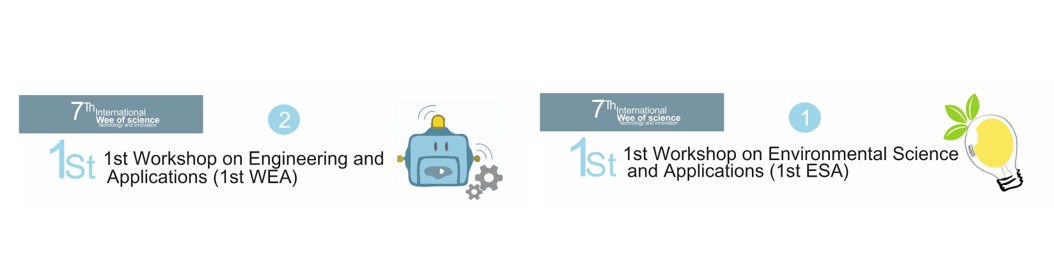 7Th International
Wee of science
Technology and Innovation
2
1St
1st Workshop on Engineering and
Applications (1st WEA)
7Th International
Wee of science
Technology and Innovation
1
1St
1st Workshop on Environmental Science
and Applications (1st ESA)